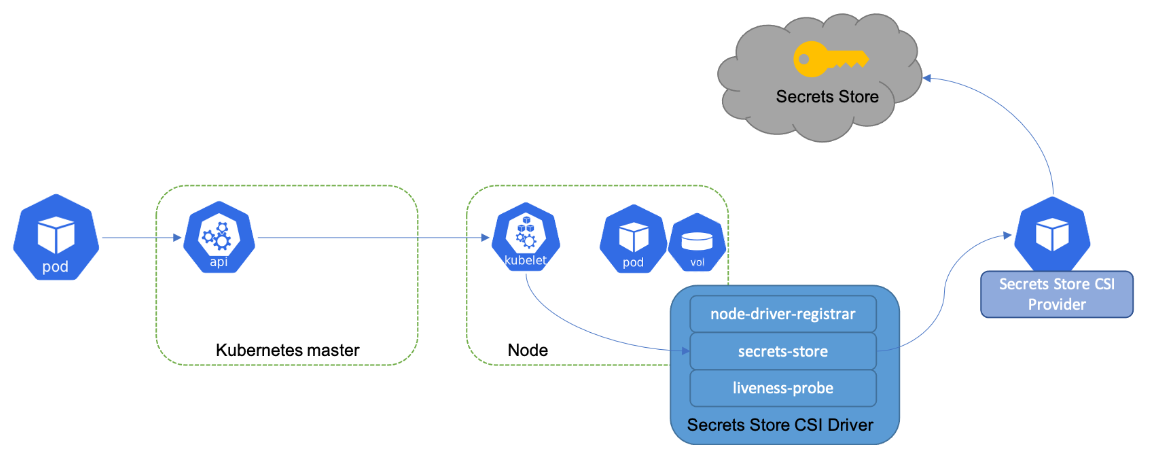 Secrets Store
pod
api
kubelet
pod
vol
Secrets Store CSI
Provider
node-driver-registrar
Kubernetes master
Node
secrets-store
liveness-probe
Secrets Store CSI Driver